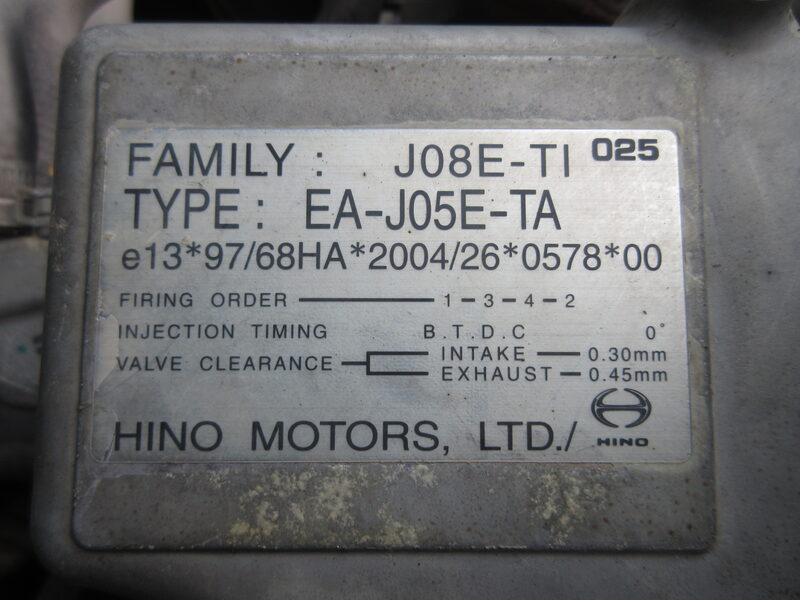 FAMILY : J08E-TI 025
TYPE : EA-J05E-TA
e13*97/68HA*2004/26*0578*00
FIRING ORDER 1-3-4-2
INJECTION TIMING B.T.D.C 0°
VALVE CLEARANCE INTAKE 0.30mm
EXHAUST 0.45mm
HINO MOTORS, LTD./ HINO